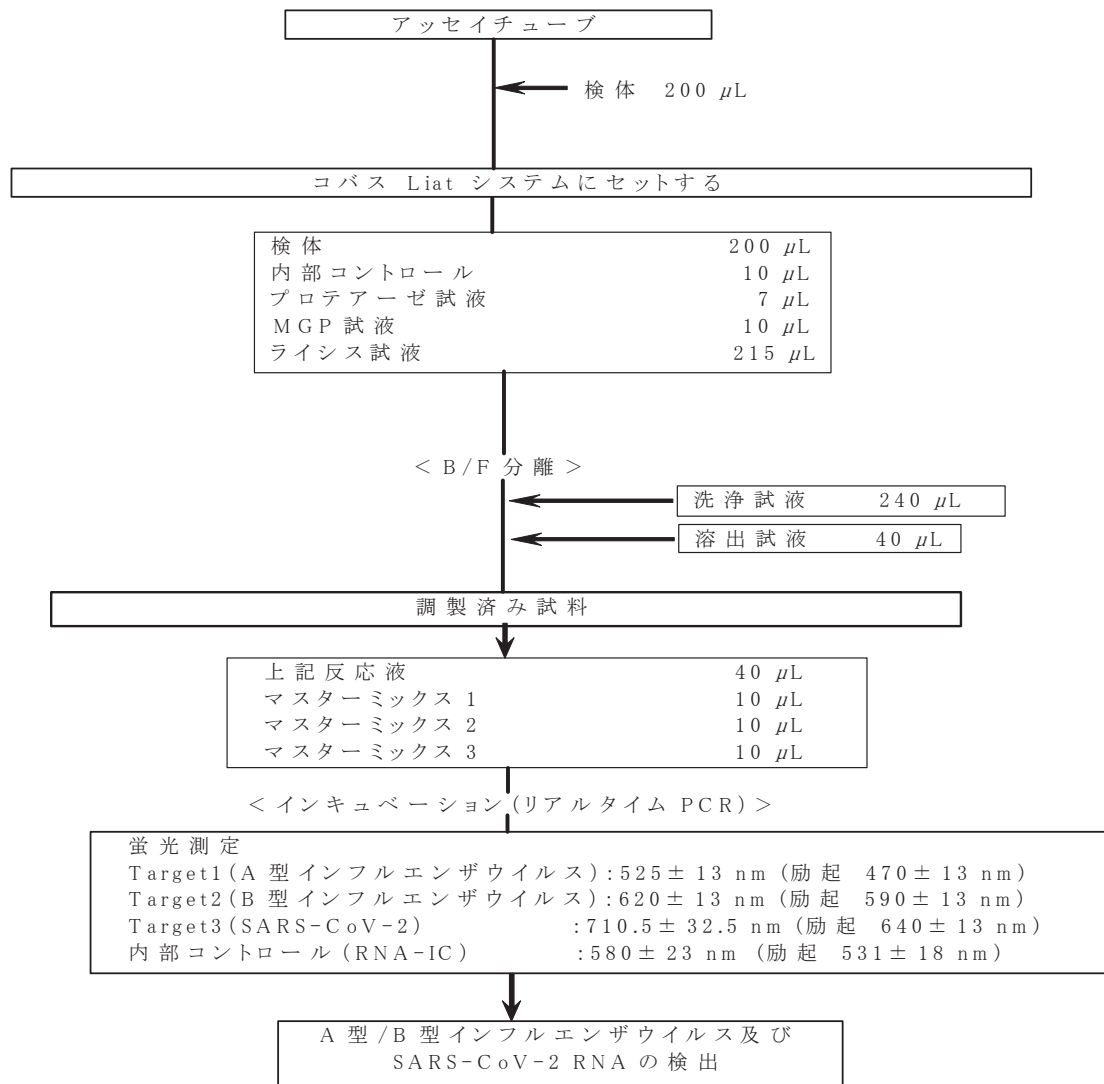 アッセイチューブ
検体 200 μL
コバス Liat システムにセットする
検体 200 μL
内部コントロール 10 μL
プロテアーゼ試液 7 μL
MGP試液 10 μL
ライシス試液 215 μL
<B/F分離>
洗浄試液 240 μL
溶出試液 40 μL
調製済み試料
上記反応液 40 μL
マスターミックス 1 10 μL
マスターミックス 2 10 μL
マスターミックス 3 10 μL
<インキュベーション(リアルタイム PCR)>
蛍光測定
Target1(A型インフルエンザウイルス):525±13 nm (励起 470±13 nm)
Target2(B型インフルエンザウイルス):620±13 nm (励起 590±13 nm)
Target3(SARS-CoV-2) :710.5±32.5 nm (励起 640±13 nm)
内部コントロール(RNA-IC) :580±23 nm (励起 531±18 nm)
A型/B型インフルエンザウイルス及び
SARS-CoV-2 RNAの検出